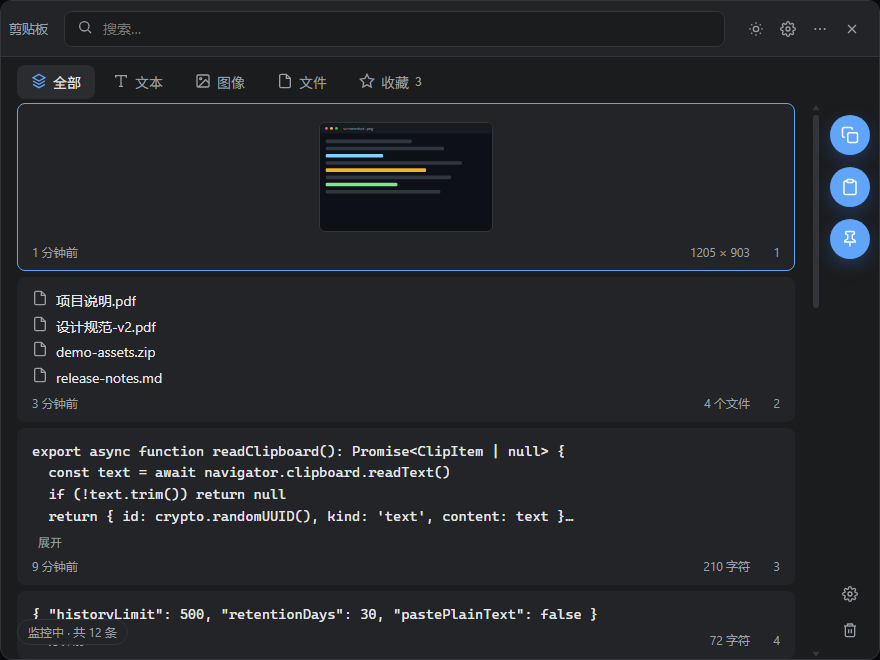 剪贴板
搜索...
全部
文本
图像
文件
收藏 3
1 分钟前
1205 × 903
1
项目说明.pdf
设计规范-v2.pdf
demo-assets.zip
release-notes.md
3 分钟前
4 个文件
2
export async function readClipboard(): Promise<ClipItem | null> {
const text = await navigator.clipboard.readText()
if (!text.trim()) return null
return { id: crypto.randomUUID(), kind: 'text', content: text }…
展开
9 分钟前
210 字符
3
{ "historyLimit": 500, "retentionDays": 30, "pastePlainText": false }
监控中 · 共 12 条
72 字符
4